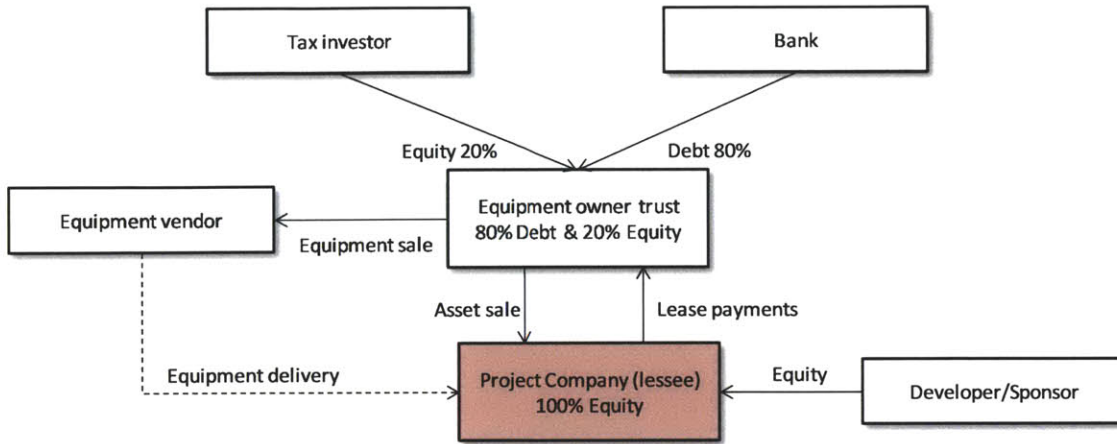 Tax investor
Bank
Equity 20%
Debt 80%
Equipment vendor
Equipment owner trust
80% Debt & 20% Equity
Equipment sale
Asset sale
Lease payments
Equipment delivery
Project Company (lessee)
100% Equity
Equity
Developer/Sponsor